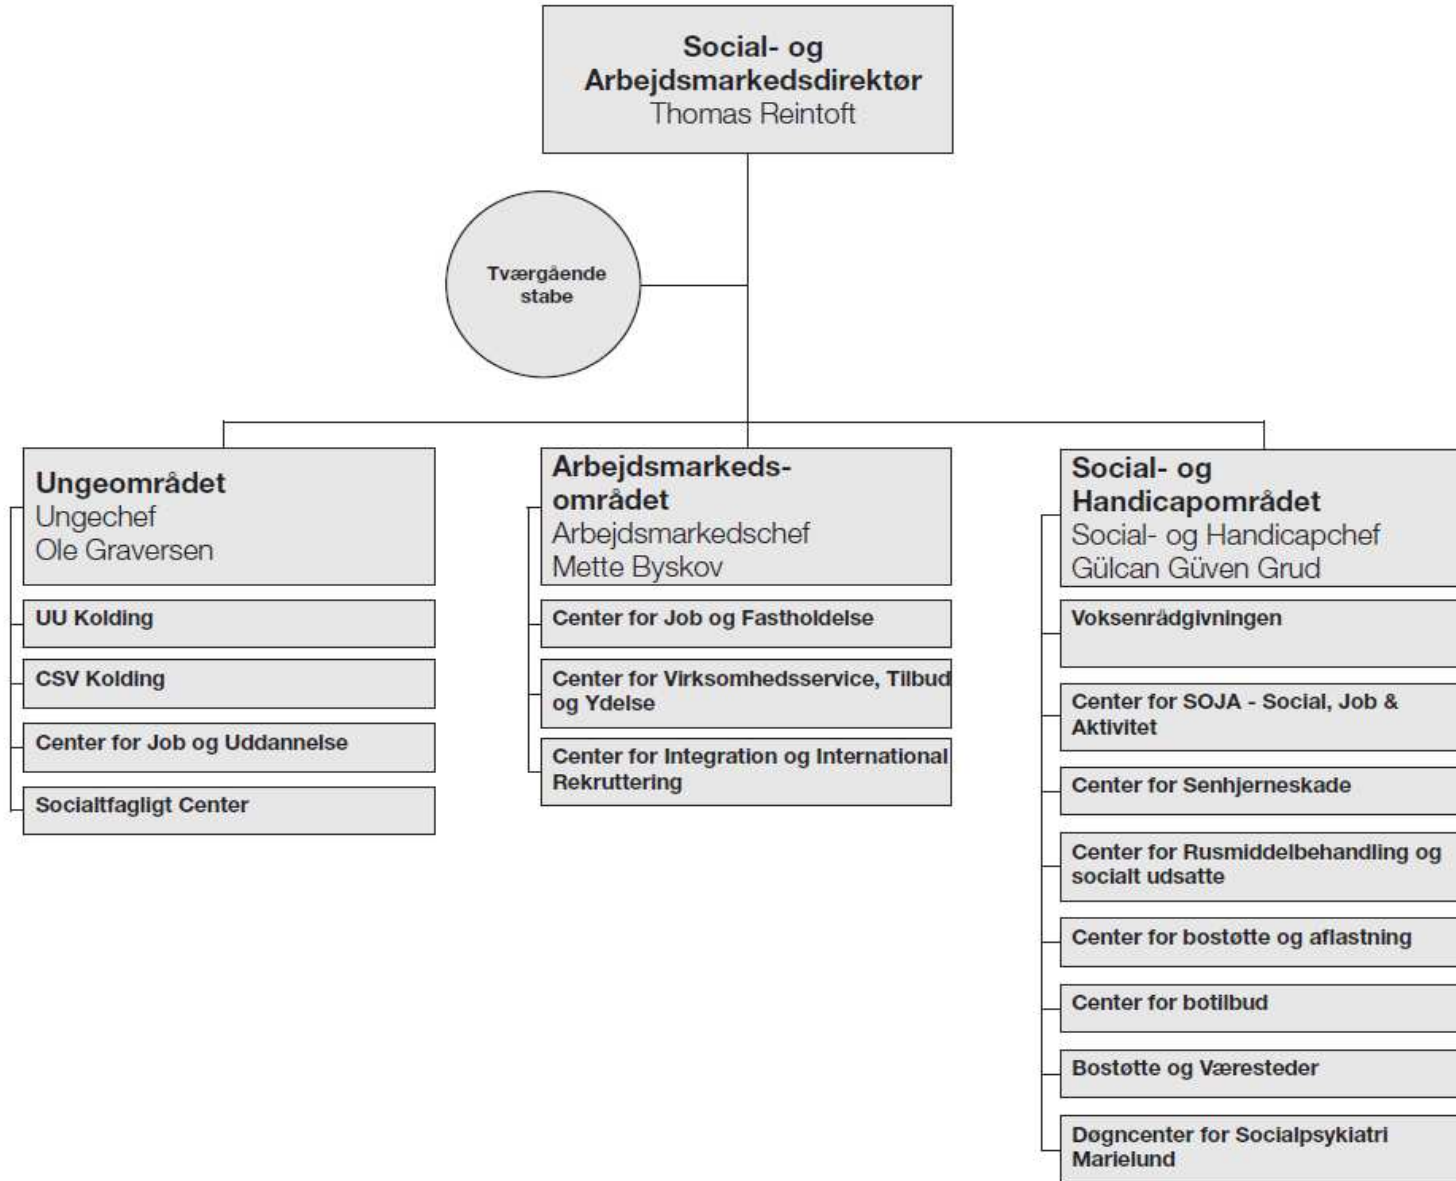 Social- og
Arbejdsmarkedsdirektør
Thomas Reintoft
Tværgående
stabe
Ungeområdet
Ungechef
Ole Graversen
UU Kolding
CSV Kolding
Center for Job og Uddannelse
Socialtfagligt Center
Arbejdsmarkeds-
området
Arbejdsmarkedschef
Mette Byskov
Center for Job og Fastholdelse
Center for Virksomhedsservice, Tilbud
og Ydelse
Center for Integration og International
Rekruttering
Social- og
Handicapområdet
Social- og Handicapchef
Gülcan Güven Grud
Voksenrådgivningen
Center for SOJA - Social, Job &
Aktivitet
Center for Senhjerneskade
Center for Rusmiddelbehandling og
socialt udsatte
Center for bostøtte og aflastning
Center for botilbud
Bostøtte og Væresteder
Døgncenter for Socialpsykiatri
Marielund